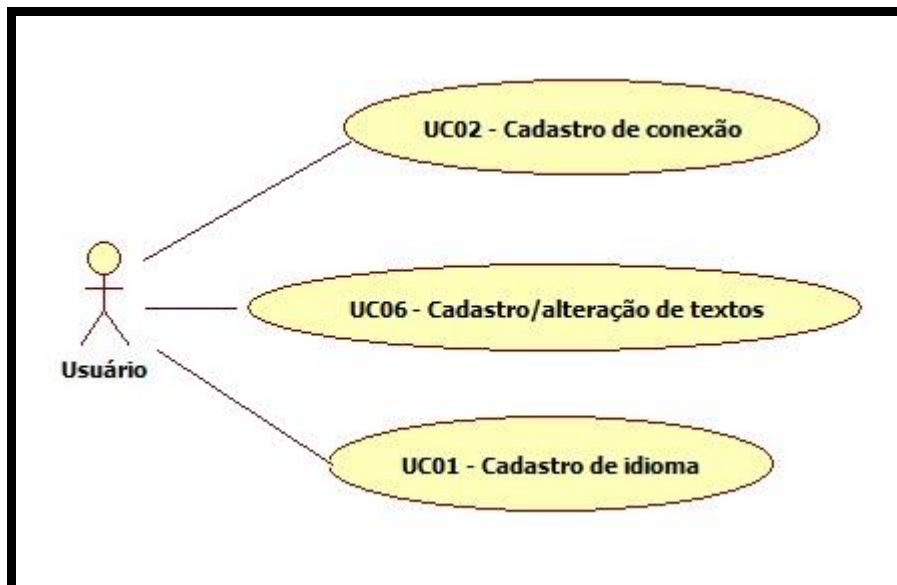 UC02 - Cadastro de conexão
UC06 - Cadastro/alteração de textos
Usuário
UC01 - Cadastro de idioma